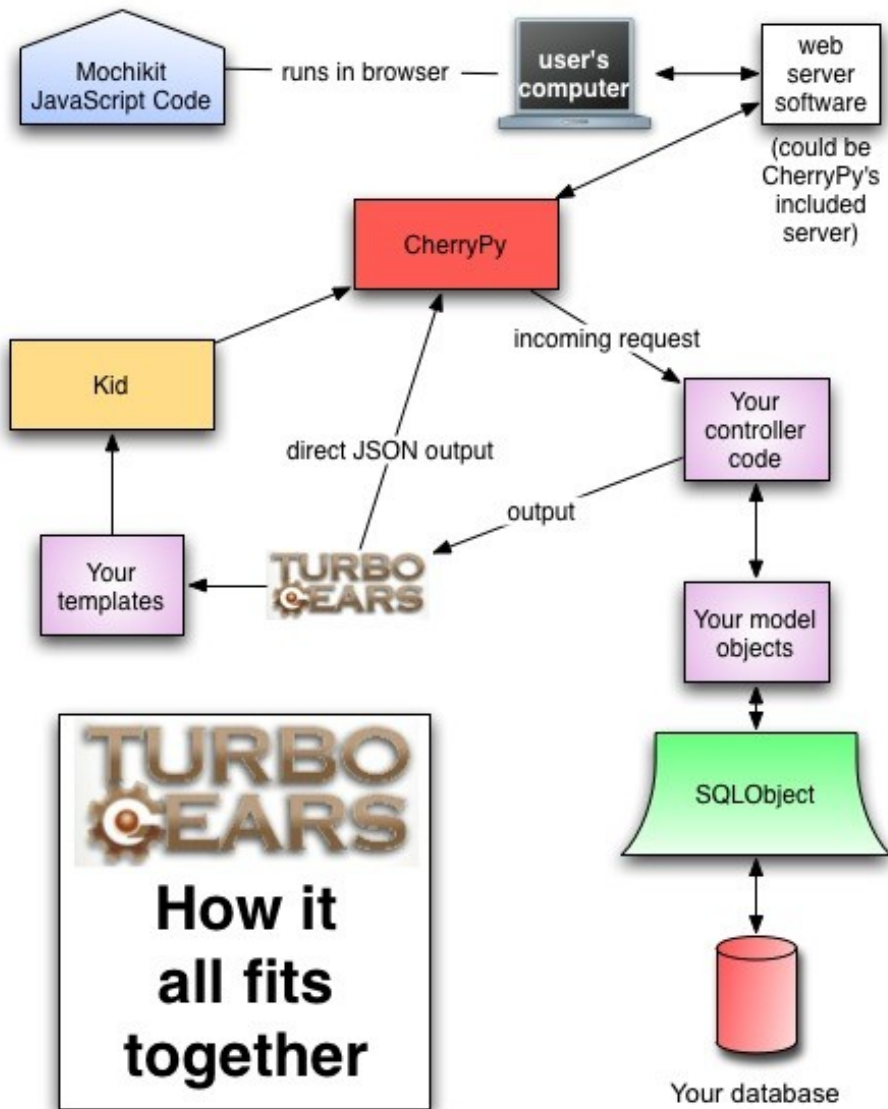 Mochikit
JavaScript Code
runs in browser
user's
computer
web
server
software
(could be
CherryPy's
included
server)
CherryPy
incoming request
Kid
Your
controller
code
direct JSON output
output
Your
templates
TURBO
GEARS
Your model
objects
TURBO
GEARS
How it
all fits
together
SQLObject
Your database